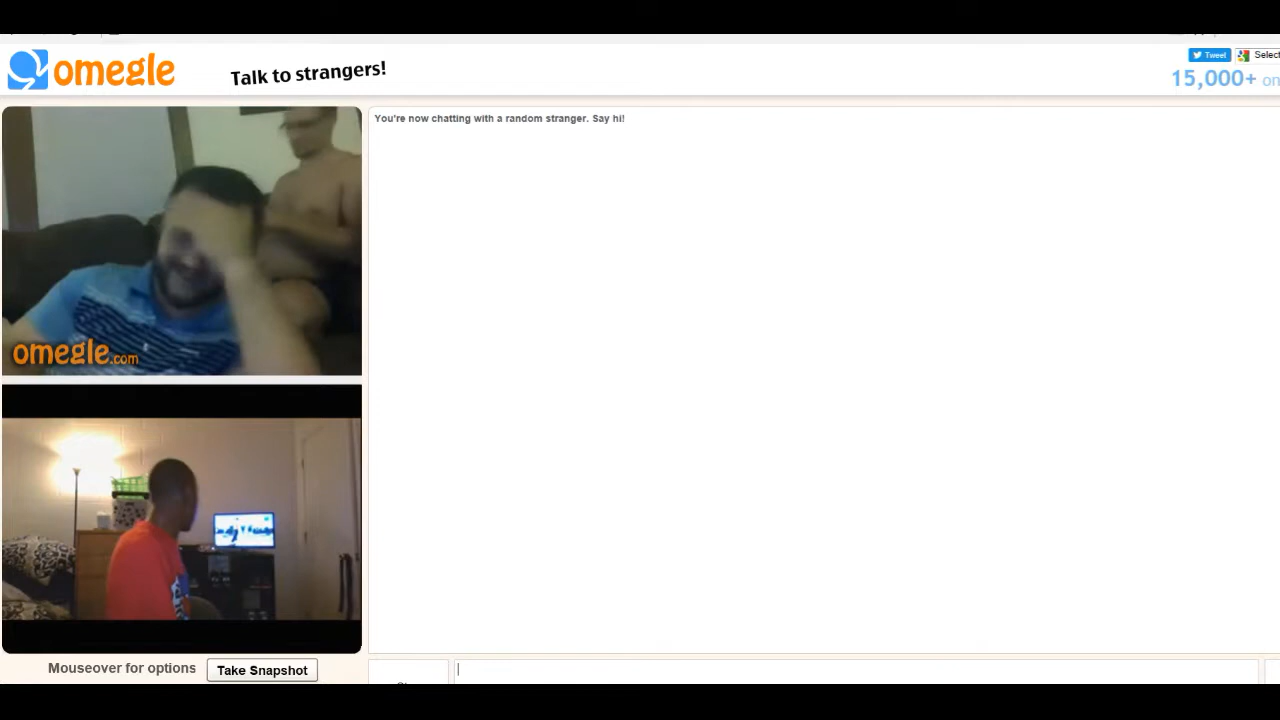 omegle
Talk to strangers!
Tweet
Select
15,000+ on
You're now chatting with a random stranger. Say hi!
omegle.com
Mouseover for options
Take Snapshot